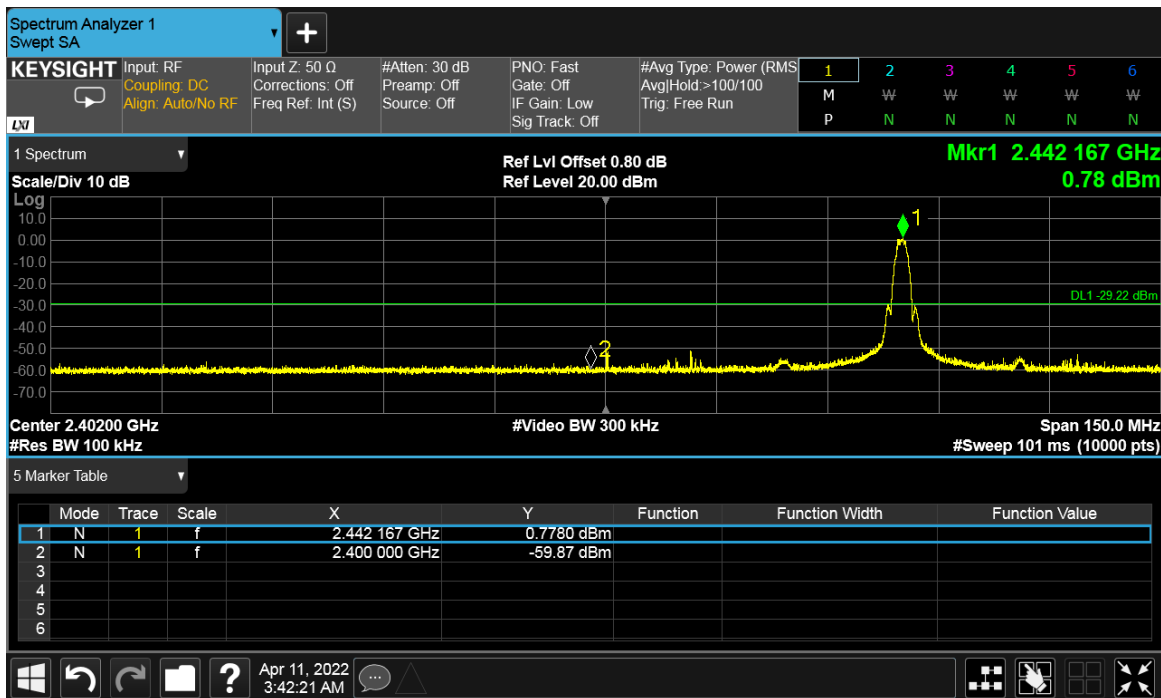 Spectrum Analyzer 1
Swept SA
+
KEYSIGHT Input: RF Input Z: 50 Ω #Atten: 30 dB PNO: Fast #Avg Type: Power (RMS 1 2 3 4 5 6
Coupling: DC Corrections: Off Preamp: Off Gate: Off Avg|Hold:>100/100 M W W W W W
Align: Auto/No RF Freq Ref: Int (S) Source: Off IF Gain: Low Trig: Free Run
LXI Sig Track: Off P N N N N N
1 Spectrum Ref Lvl Offset 0.80 dB Mkr1 2.442 167 GHz
Scale/Div 10 dB Ref Level 20.00 dBm 0.78 dBm
Log
10.0 1
0.00
-10.0
-20.0
-30.0 DL1 -29.22 dBm
-40.0
-50.0 2
-60.0
-70.0
Center 2.40200 GHz #Video BW 300 kHz Span 150.0 MHz
#Res BW 100 kHz #Sweep 101 ms (10000 pts)
5 Marker Table
Mode Trace Scale X Y Function Function Width Function Value
1 N 1 f 2.442 167 GHz 0.7780 dBm
2 N 1 f 2.400 000 GHz -59.87 dBm
3
4
5
6
? Apr 11, 2022
3:42:21 AM